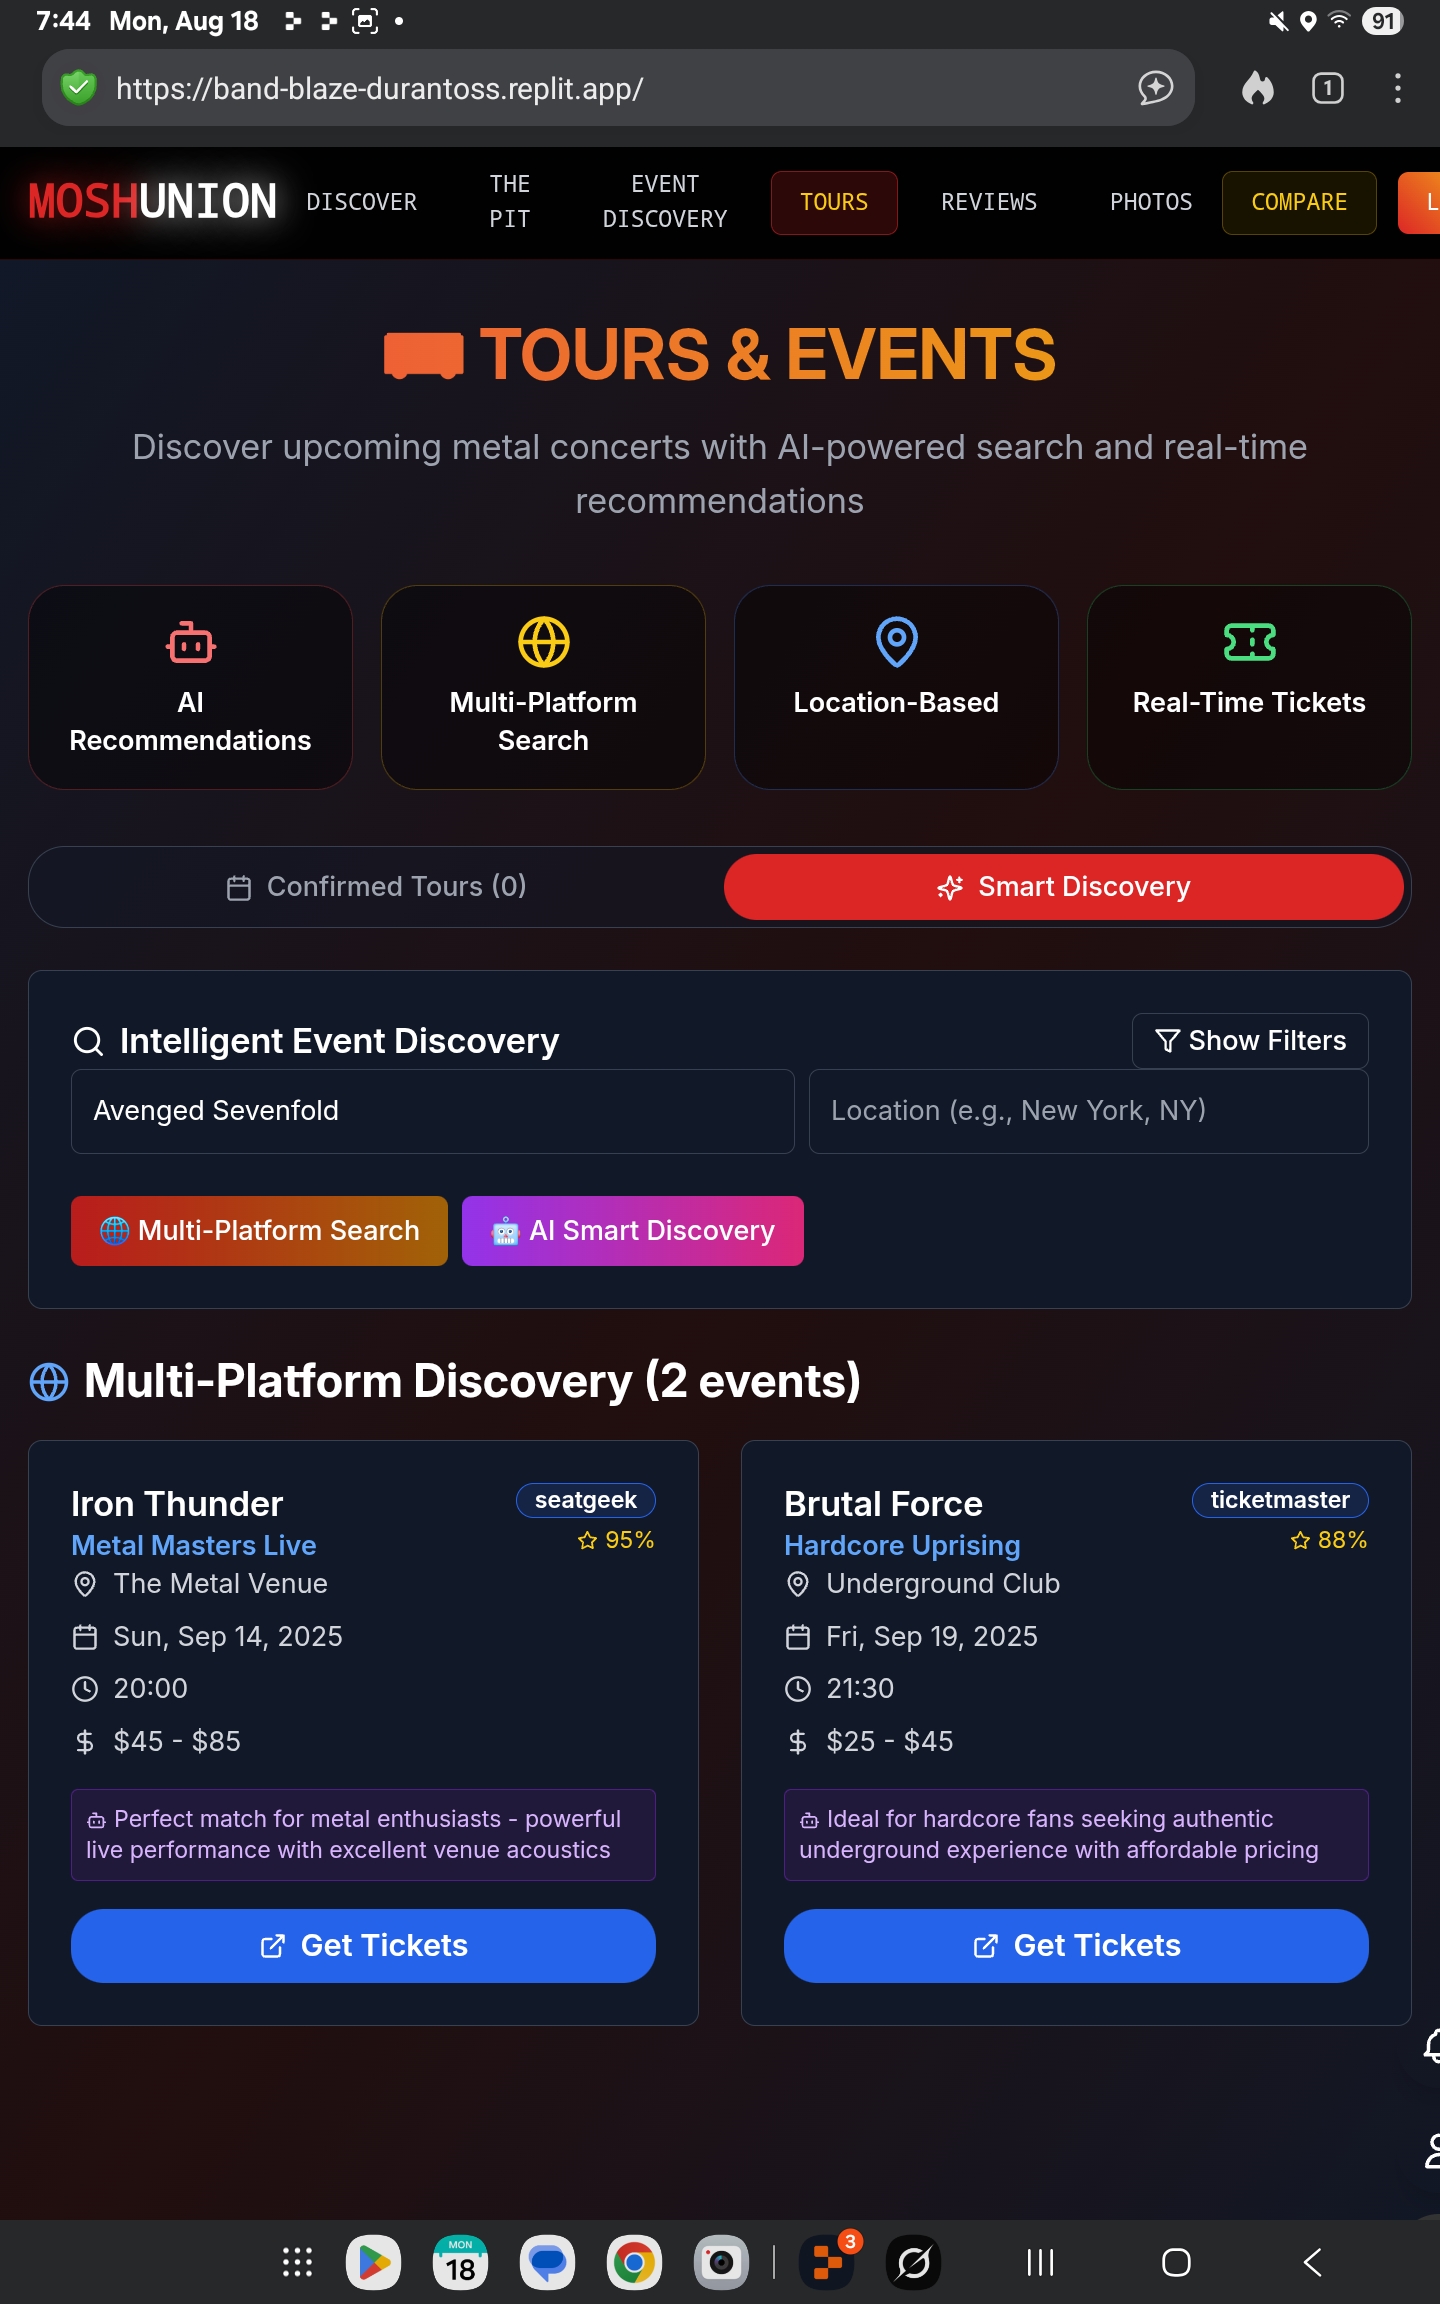 7:44 Mon, Aug 18
91
https://band-blaze-durantoss.replit.app/
1
MOSHUNION
DISCOVER
THE
PIT
EVENT
DISCOVERY
TOURS
REVIEWS
PHOTOS
COMPARE
L
TOURS & EVENTS
Discover upcoming metal concerts with AI-powered search and real-time
recommendations
AI
Recommendations
Multi-Platform
Search
Location-Based
Real-Time Tickets
Confirmed Tours (0)
Smart Discovery
Intelligent Event Discovery
Show Filters
Avenged Sevenfold
Location (e.g., New York, NY)
🌐 Multi-Platform Search
🤖 AI Smart Discovery
Multi-Platform Discovery (2 events)
Iron Thunder
seatgeek
Metal Masters Live
95%
The Metal Venue
Sun, Sep 14, 2025
20:00
$45 - $85
Perfect match for metal enthusiasts - powerful
live performance with excellent venue acoustics
Get Tickets
Brutal Force
ticketmaster
Hardcore Uprising
88%
Underground Club
Fri, Sep 19, 2025
21:30
$25 - $45
Ideal for hardcore fans seeking authentic
underground experience with affordable pricing
Get Tickets
MON
18
3